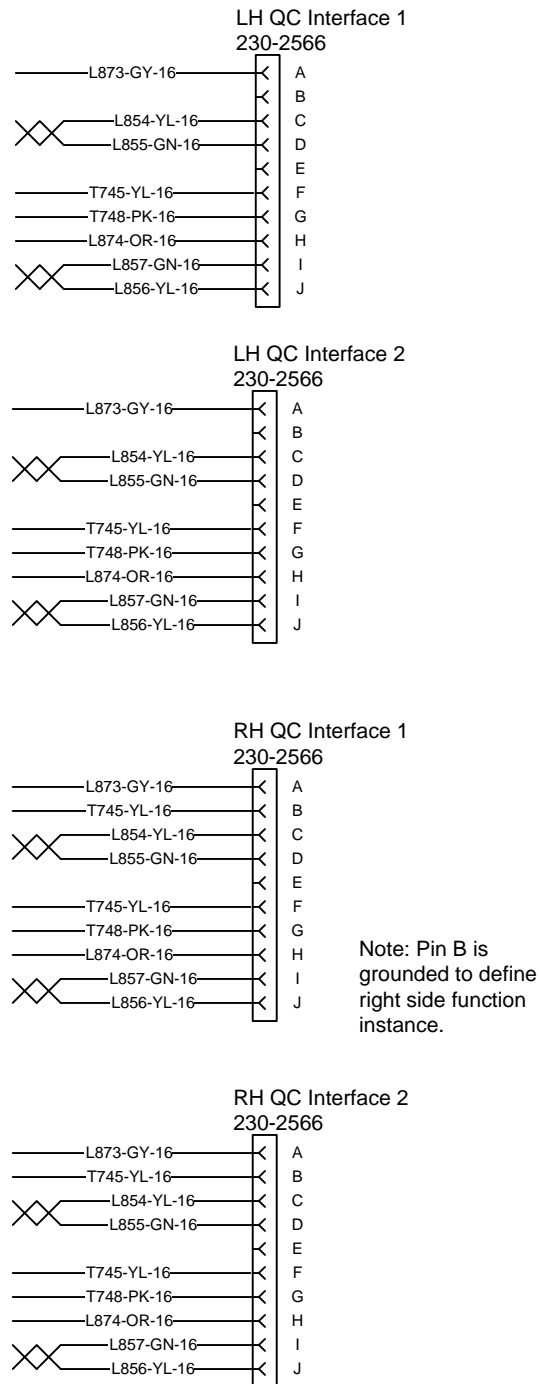 LH QC Interface 1
230-2566
L873-GY-16 A
B
L854-YL-16 C
L855-GN-16 D
E
T745-YL-16 F
T748-PK-16 G
L874-OR-16 H
L857-GN-16 I
L856-YL-16 J
LH QC Interface 2
230-2566
L873-GY-16 A
B
L854-YL-16 C
L855-GN-16 D
E
T745-YL-16 F
T748-PK-16 G
L874-OR-16 H
L857-GN-16 I
L856-YL-16 J
RH QC Interface 1
230-2566
L873-GY-16 A
T745-YL-16 B
L854-YL-16 C
L855-GN-16 D
E
T745-YL-16 F
T748-PK-16 G
L874-OR-16 H
L857-GN-16 I
L856-YL-16 J
Note: Pin B is
grounded to define
right side function
instance.
RH QC Interface 2
230-2566
L873-GY-16 A
T745-YL-16 B
L854-YL-16 C
L855-GN-16 D
E
T745-YL-16 F
T748-PK-16 G
L874-OR-16 H
L857-GN-16 I
L856-YL-16 J